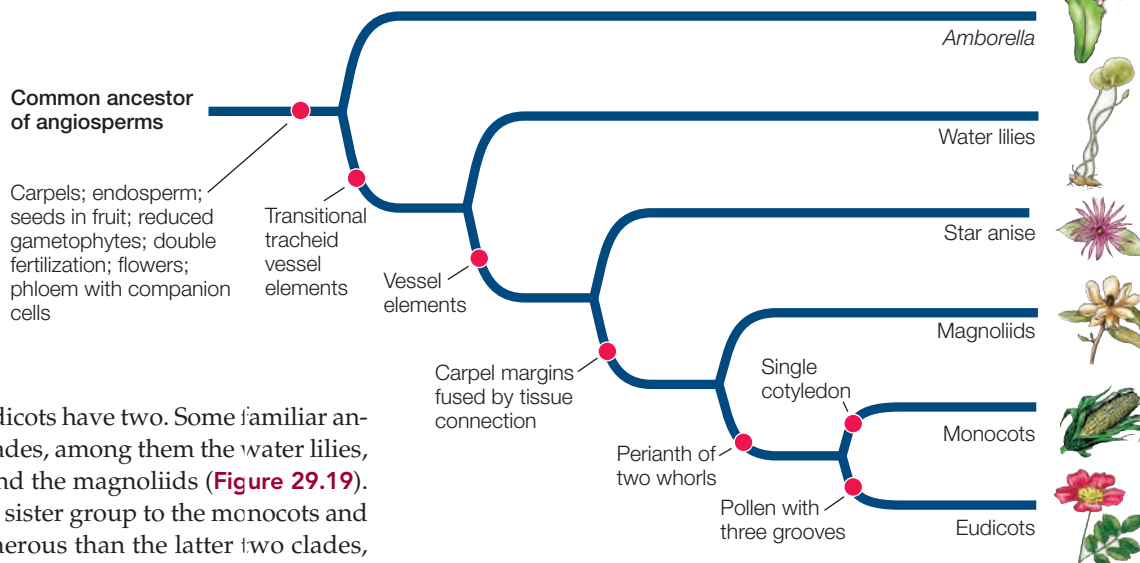 Amborella
Common ancestor
of angiosperms
Water lilies
Carpels; endosperm;
seeds in fruit; reduced
gametophytes; double
fertilization; flowers;
phloem with companion
cells
Transitional
tracheid
vessel
elements
Star anise
Vessel
elements
Magnoliids
Carpel margins
fused by tissue
connection
Single
cotyledon
Monocots
Perianth of
two whorls
Pollen with
three grooves
Eudicots
dicots have two. Some familiar an-
ades, among them the water lilies,
nd the magnoliids (Figure 29.19).
sister group to the monocots and
nerous than the latter two clades,